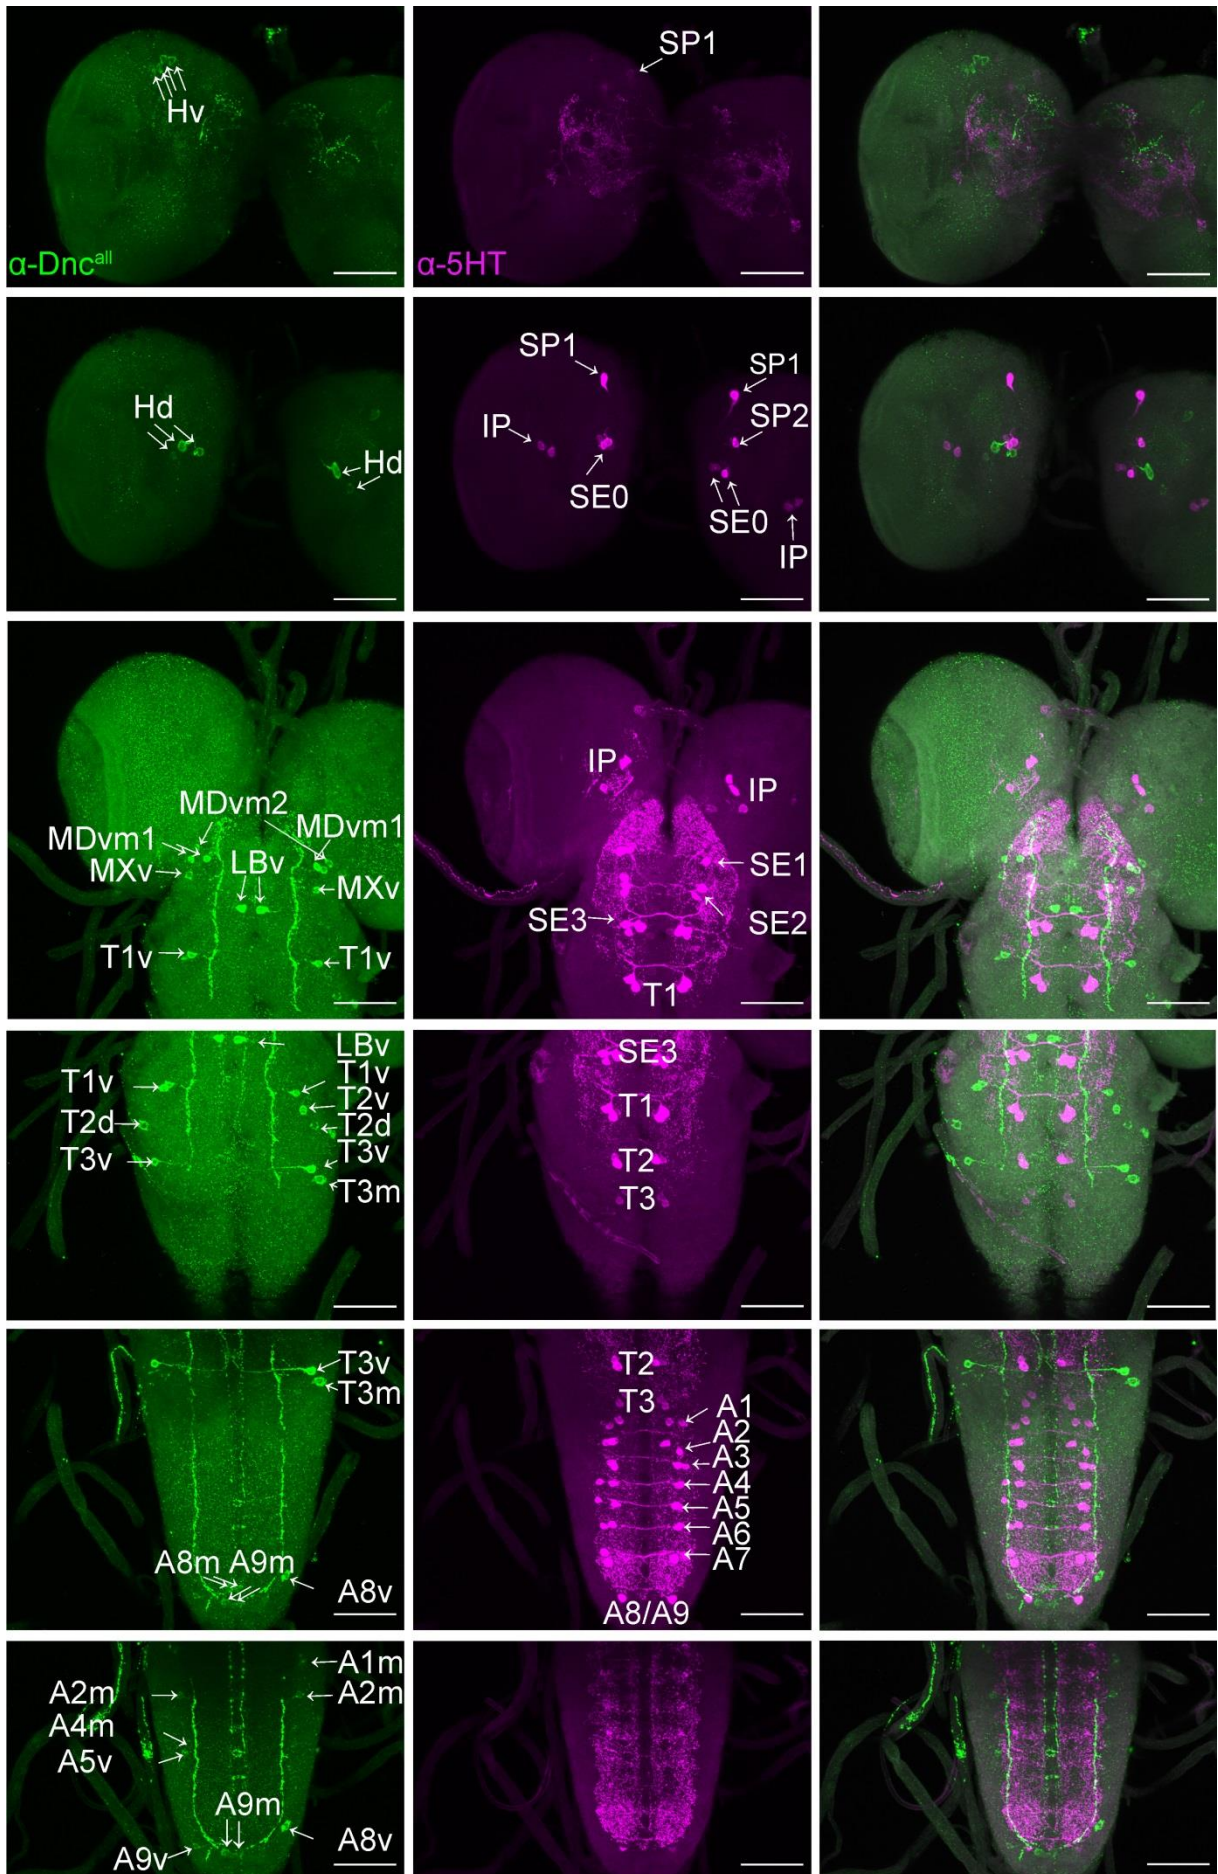 SP1
Hv
α-Dncᵃˡˡ
α-5HT
SP1
SP1
Hd
IP
SP2
Hd
SE0
SE0
IP
IP
IP
MDvm2
MDvm1
MDvm1
LBv
SE1
MXv
MXv
SE3
SE2
T1v
T1v
T1
LBv
SE3
T1v
T1v
T2v
T1
T2d
T2d
T3v
T3v
T2
T3m
T3
T3v
T2
T3m
T3
A1
A2
A3
A4
A5
A6
A8m
A9m
A7
A8v
A8/A9
A1m
A2m
A2m
A4m
A5v
A9m
A8v
A9v